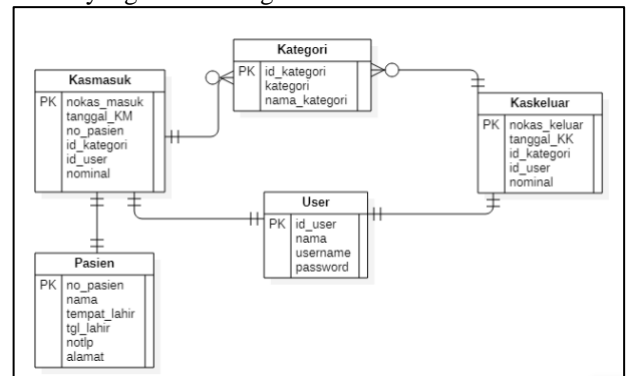 Kategori
PK id_kategori
kategori
nama_kategori
Kasmasuk
PK nokas_masuk
tanggal_KM
no_pasien
id_kategori
id_user
nominal
Kaskeluar
PK nokas_keluar
tanggal_KK
id_kategori
id_user
nominal
User
PK id_user
nama
username
password
Pasien
PK no_pasien
nama
tempat_lahir
tgl_lahir
notlp
alamat